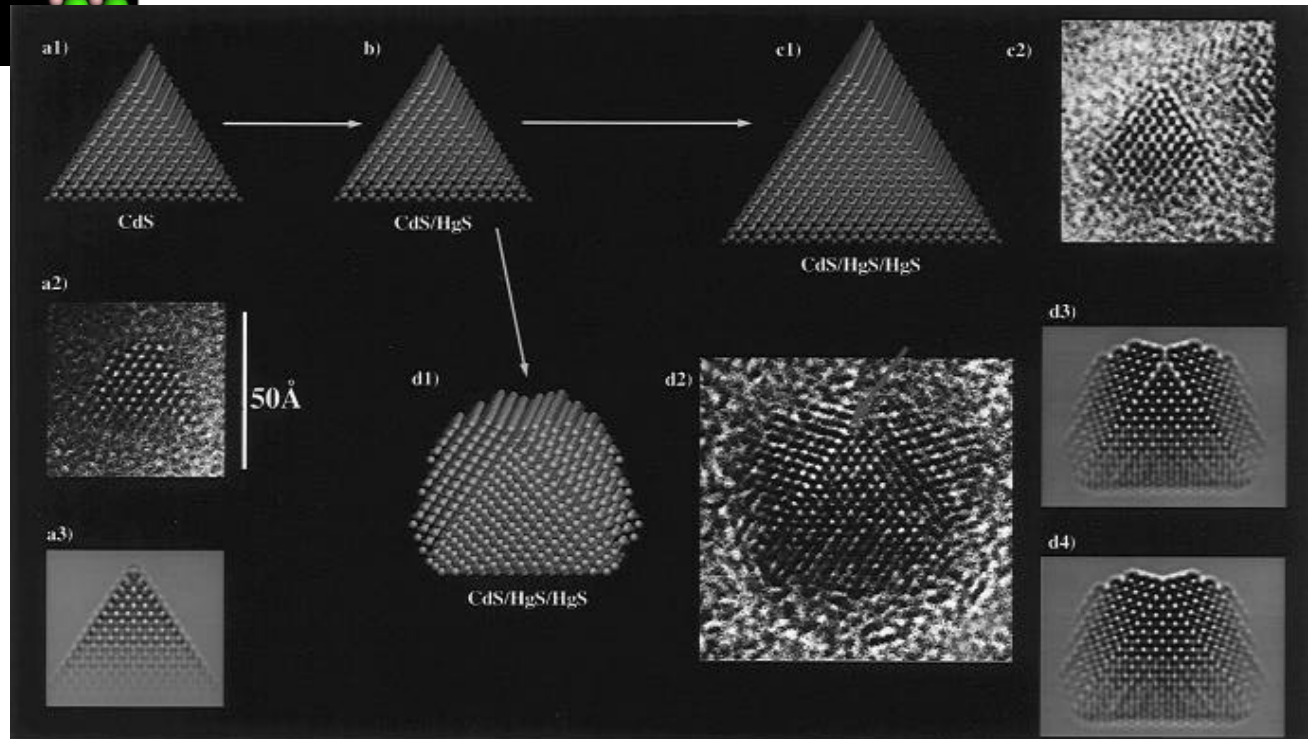 a1)
b)
c1)
c2)
CdS
CdS/HgS
CdS/HgS/HgS
a2)
50Å
d1)
d2)
d3)
a3)
d4)
CdS/HgS/HgS